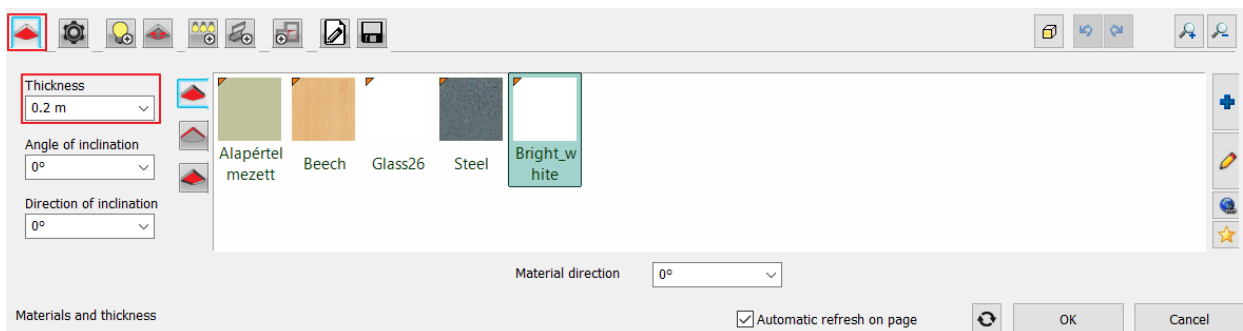 Thickness
0.2 m
Angle of inclination
0°
Direction of inclination
0°
Alapértel
mezett
Beech
Glass26
Steel
Bright_w
hite
Material direction
0°
Materials and thickness
Automatic refresh on page
OK
Cancel